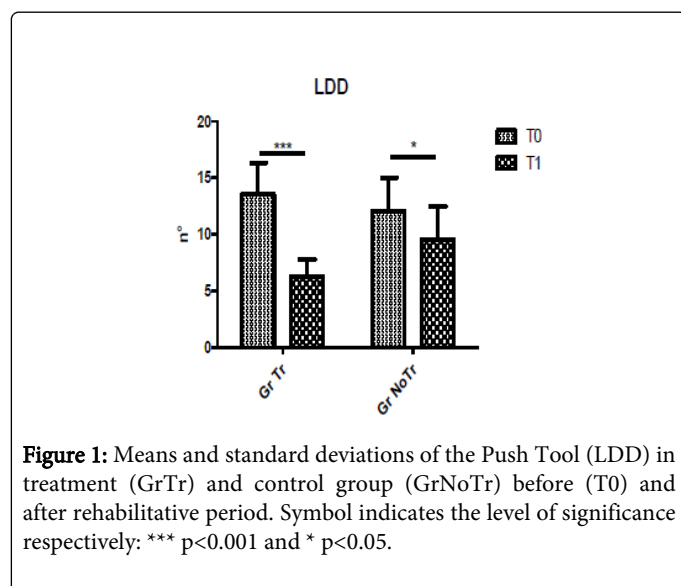 LDD
20
15
10
5
0
n°
***
*
T0
T1
Gr Tr
Gr NoTr
Figure 1: Means and standard deviations of the Push Tool (LDD) in
treatment (GrTr) and control group (GrNoTr) before (T0) and
after rehabilitative period. Symbol indicates the level of significance
respectively: *** p<0.001 and * p<0.05.